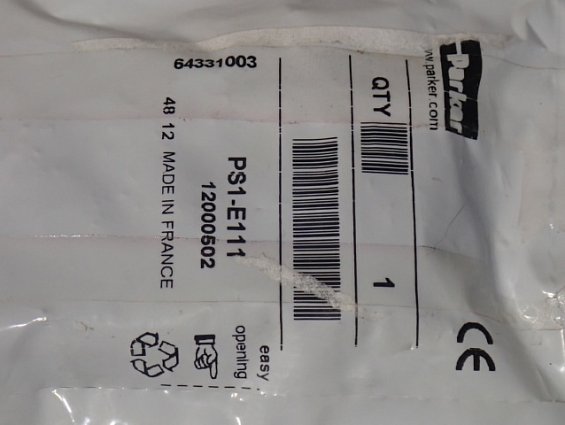 Parker
www.parker.com
QTY
1
PS1-E111
12000502
48 12 MADE IN FRANCE
64331003
easy
opening
CE